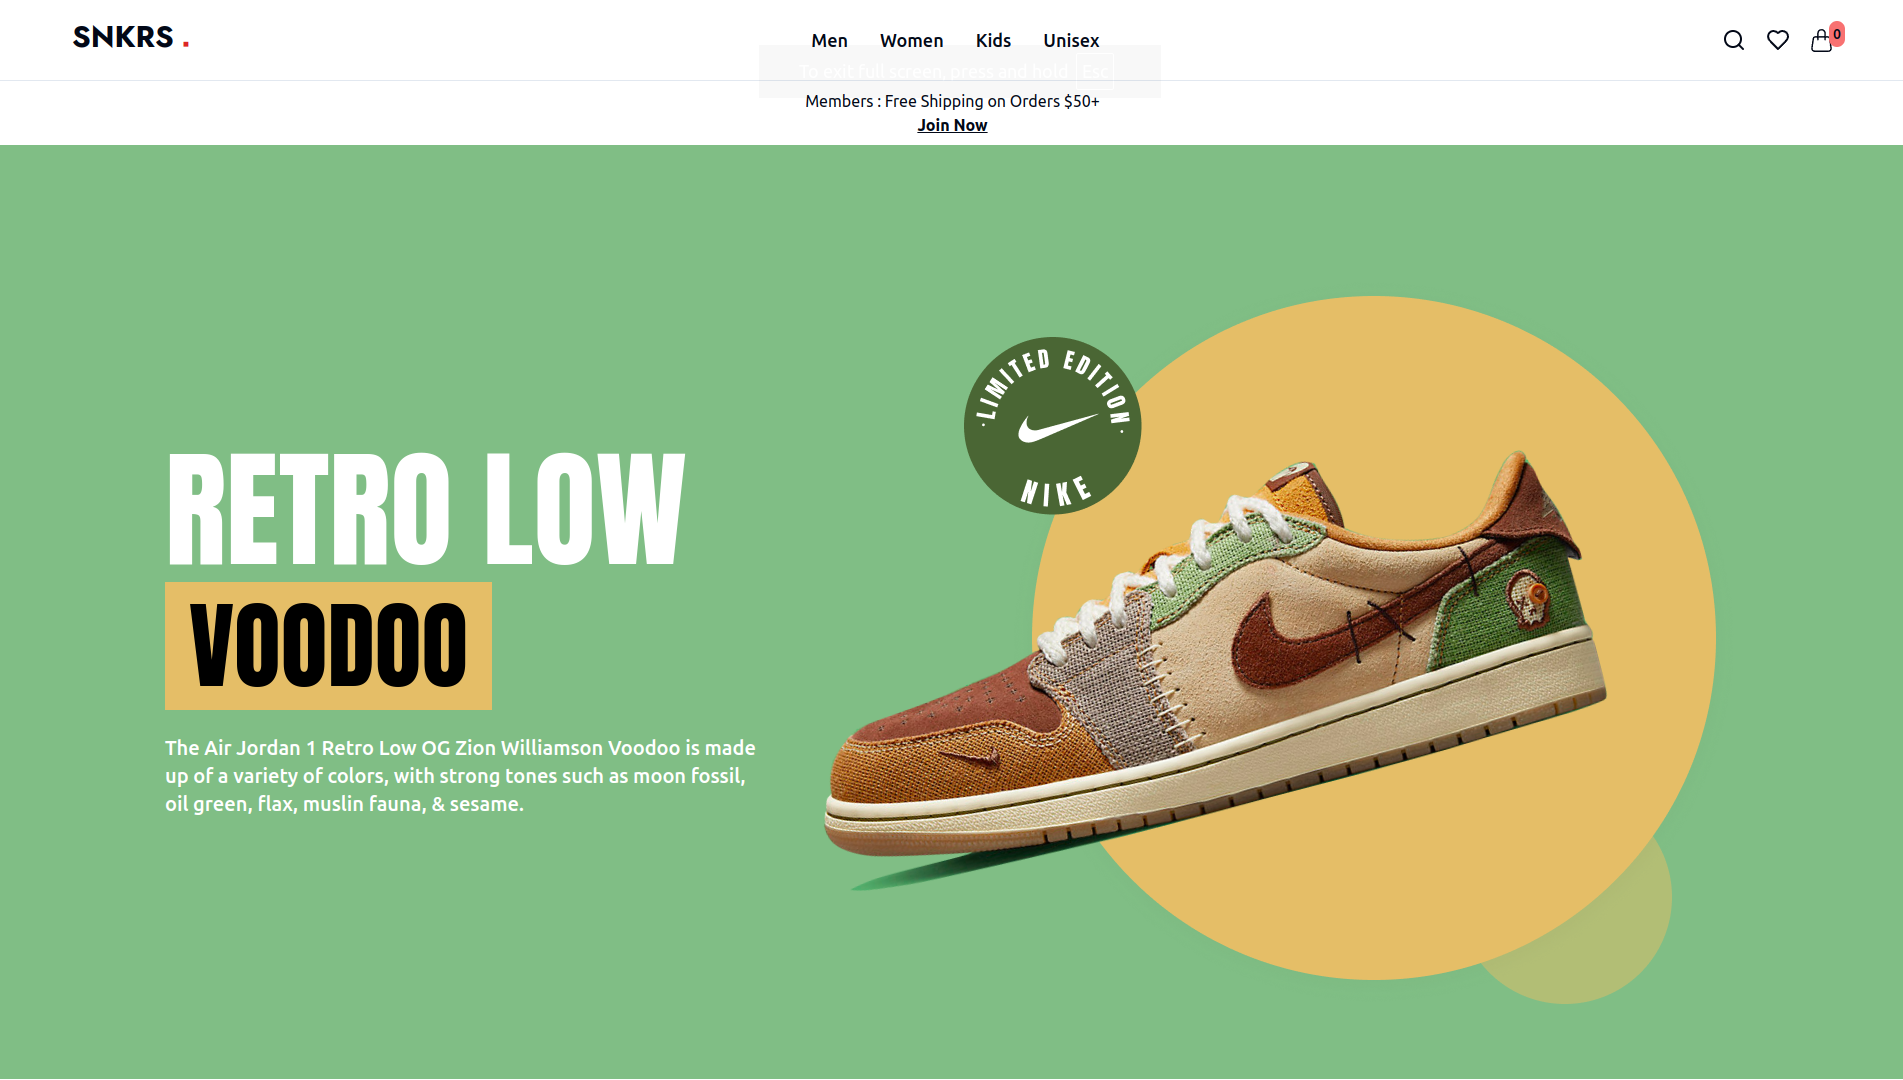 SNKRS .
Men Women Kids Unisex
0
To exit full screen, press and hold Esc
Members : Free Shipping on Orders $50+
Join Now
· LIMITED EDITION ·
NIKE
RETRO LOW
VOODOO
The Air Jordan 1 Retro Low OG Zion Williamson Voodoo is made
up of a variety of colors, with strong tones such as moon fossil,
oil green, flax, muslin fauna, & sesame.